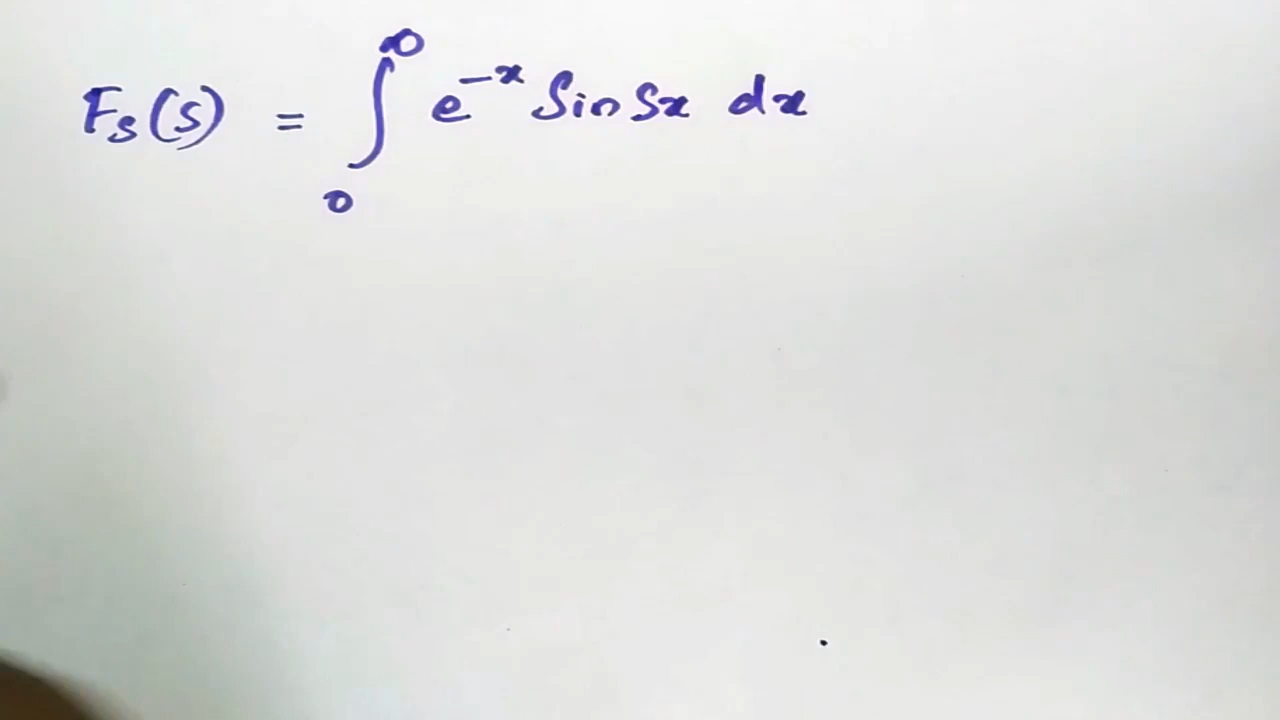 Fₛ(s) = ∫₀^∞ e^{-x} Sin Sx dx